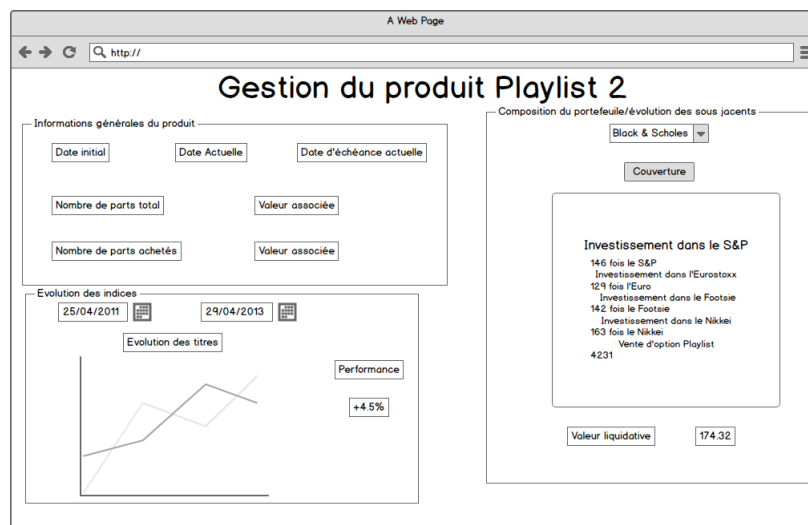 A Web Page
http://
Gestion du produit Playlist 2
Informations générales du produit
Date initial
Date Actuelle
Date d'échéance actuelle
Nombre de parts total
Valeur associée
Nombre de parts achetés
Valeur associée
Evolution des indices
25/04/2011
29/04/2013
Evolution des titres
Performance
+4.5%
Composition du portefeuile/évolution des sous jacents
Black & Scholes
Couverture
Investissement dans le S&P
146 fois le S&P
Investissement dans l'Eurostoxx
129 fois l'Euro
Investissement dans le Footsie
142 fois le Footsie
Investissement dans le Nikkei
163 fois le Nikkei
Vente d'option Playlist
4231
Valeur liquidative
174.32